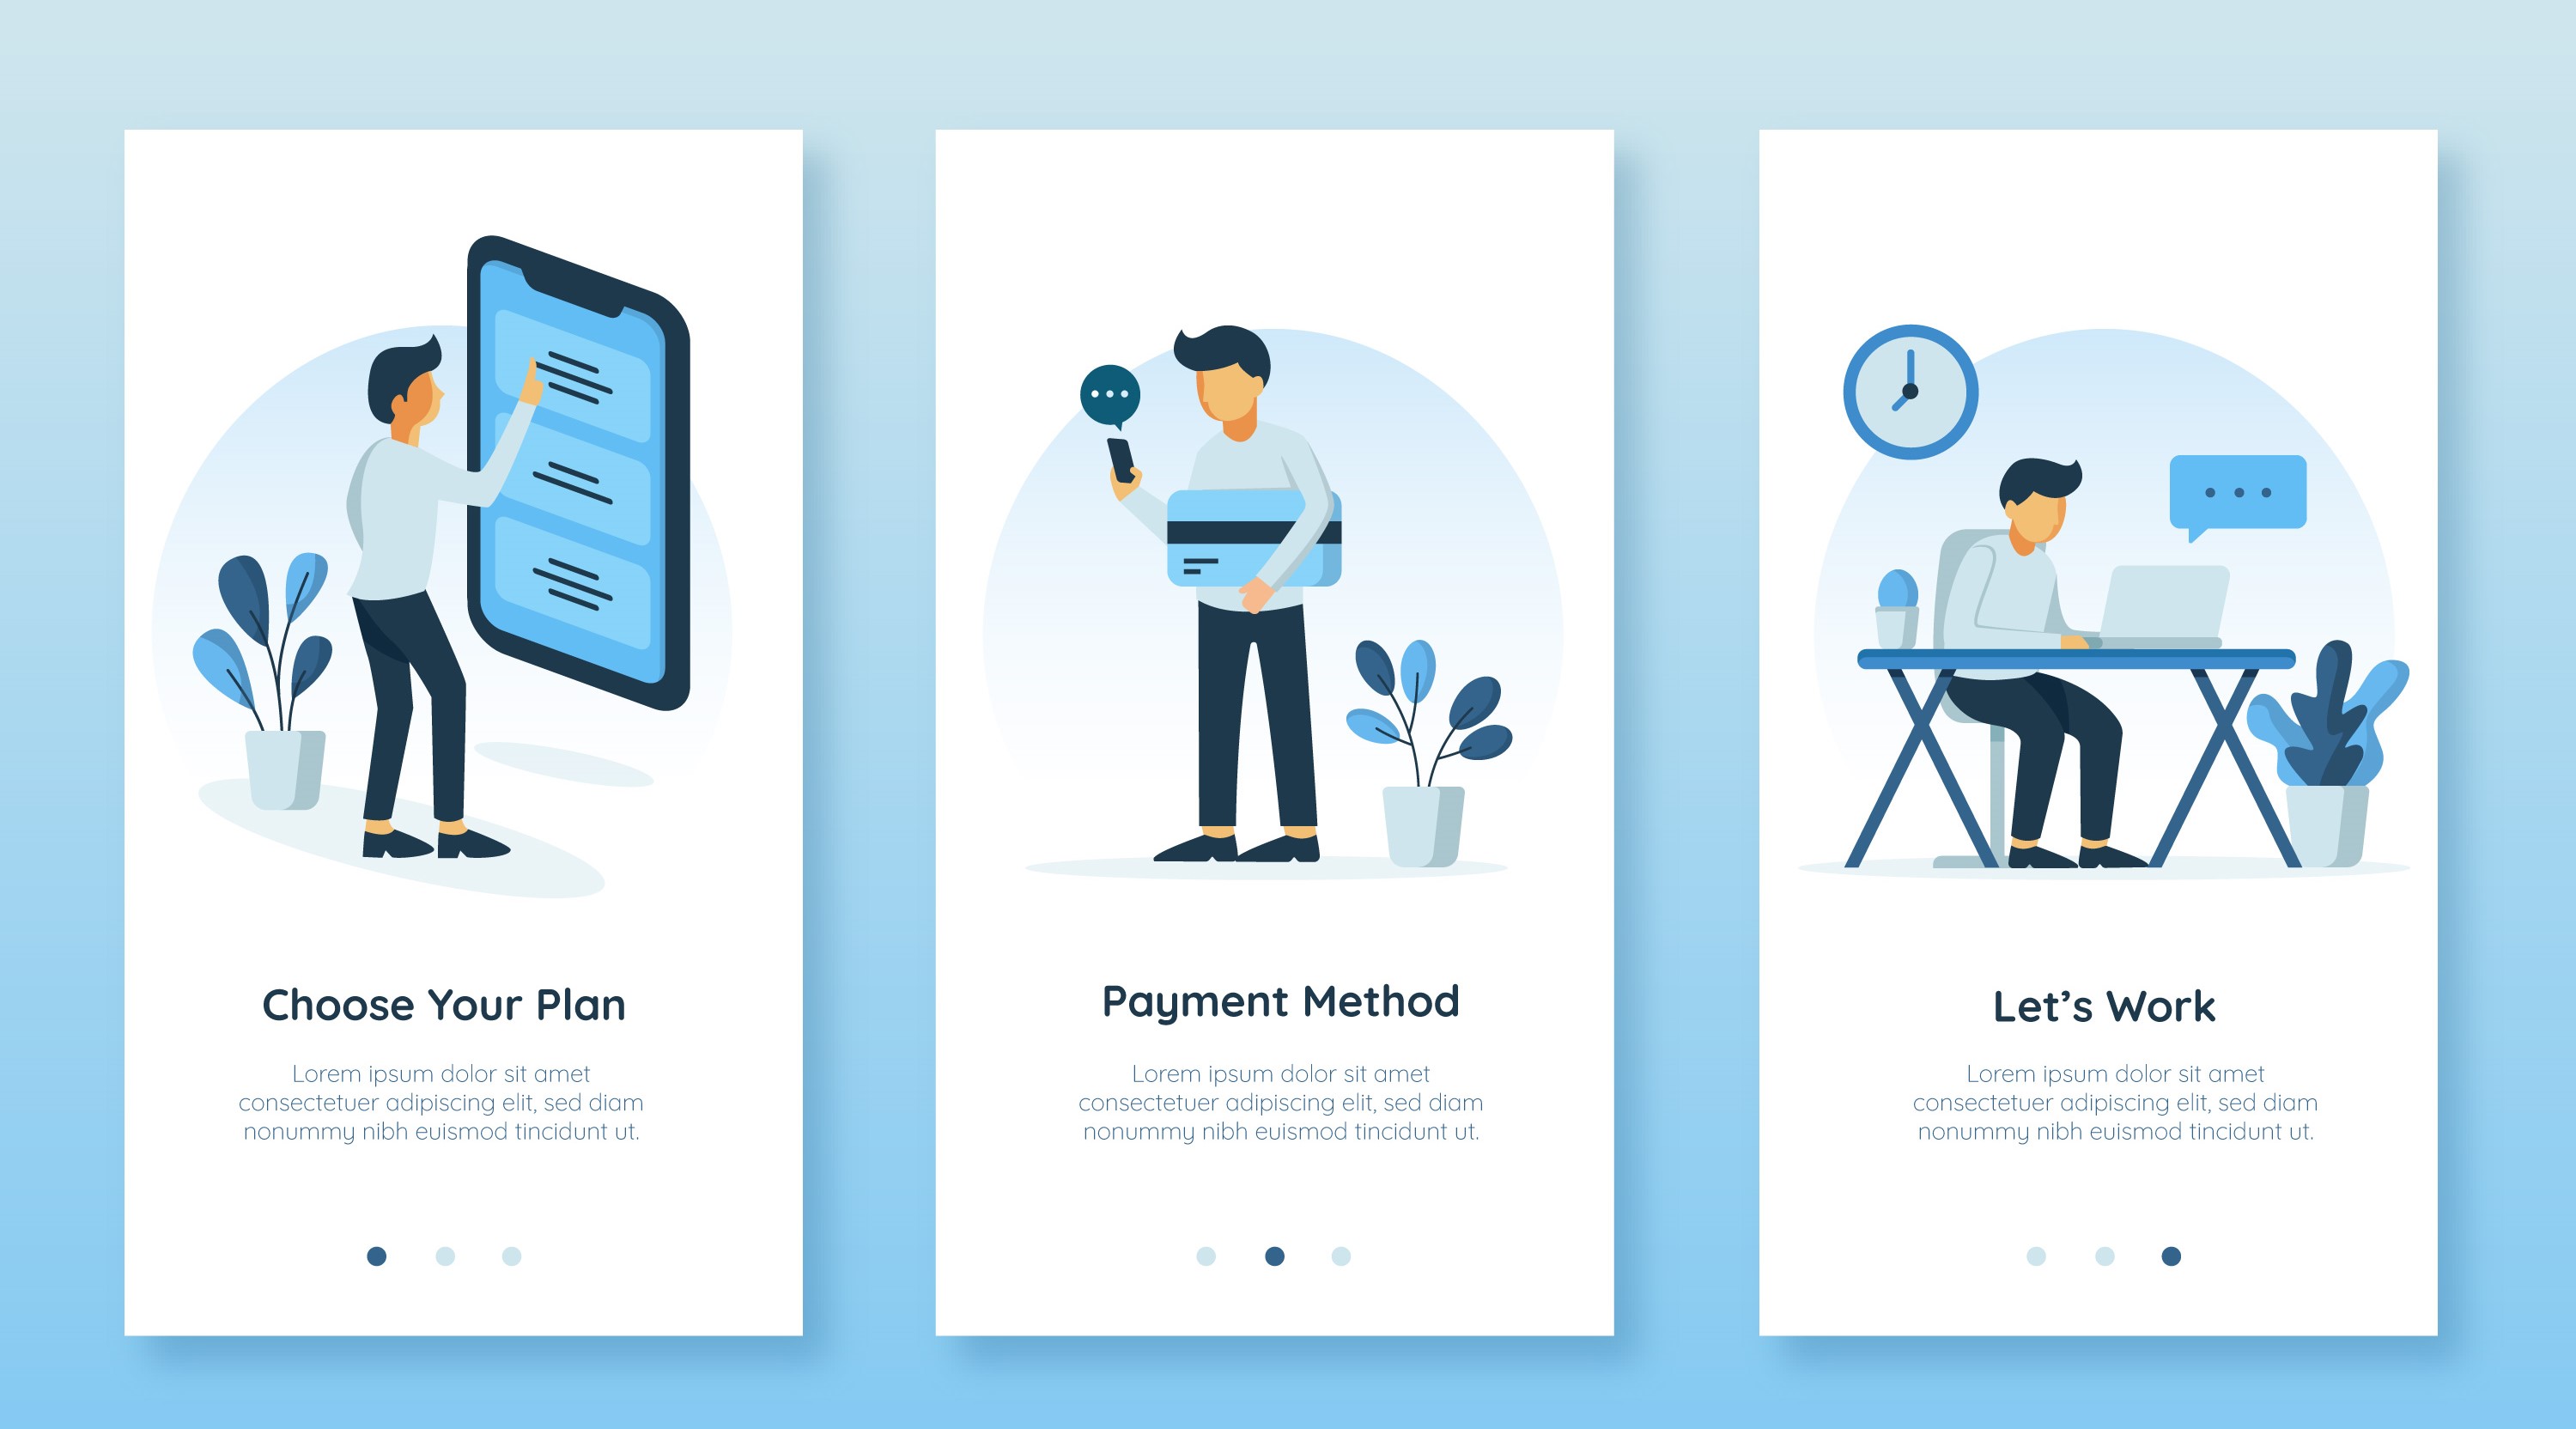 Choose Your Plan
Lorem ipsum dolor sit amet
consectetuer adipiscing elit, sed diam
nonummy nibh euismod tincidunt ut.
Payment Method
Lorem ipsum dolor sit amet
consectetuer adipiscing elit, sed diam
nonummy nibh euismod tincidunt ut.
Let’s Work
Lorem ipsum dolor sit amet
consectetuer adipiscing elit, sed diam
nonummy nibh euismod tincidunt ut.